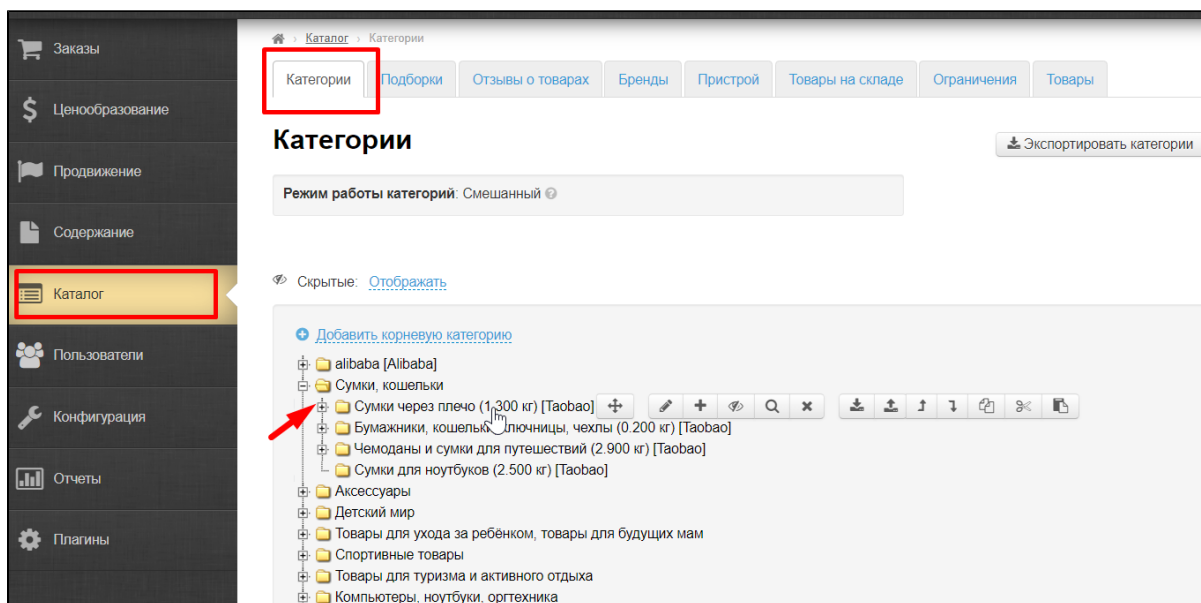 Заказы
Ценообразование
Продвижение
Содержание
Каталог
Пользователи
Конфигурация
Отчеты
Плагины
› Каталог › Категории
Категории Подборки Отзывы о товарах Бренды Пристрой Товары на складе Ограничения Товары
Категории
Экспортировать категории
Режим работы категорий: Смешанный
Скрытые: Отображать
Добавить корневую категорию
alibaba [Alibaba]
Сумки, кошельки
Сумки через плечо (1.300 кг) [Taobao]
Бумажники, кошельки, ключницы, чехлы (0.200 кг) [Taobao]
Чемоданы и сумки для путешествий (2.900 кг) [Taobao]
Сумки для ноутбуков (2.500 кг) [Taobao]
Аксессуары
Детский мир
Товары для ухода за ребёнком, товары для будущих мам
Спортивные товары
Товары для туризма и активного отдыха
Компьютеры, ноутбуки, оргтехника